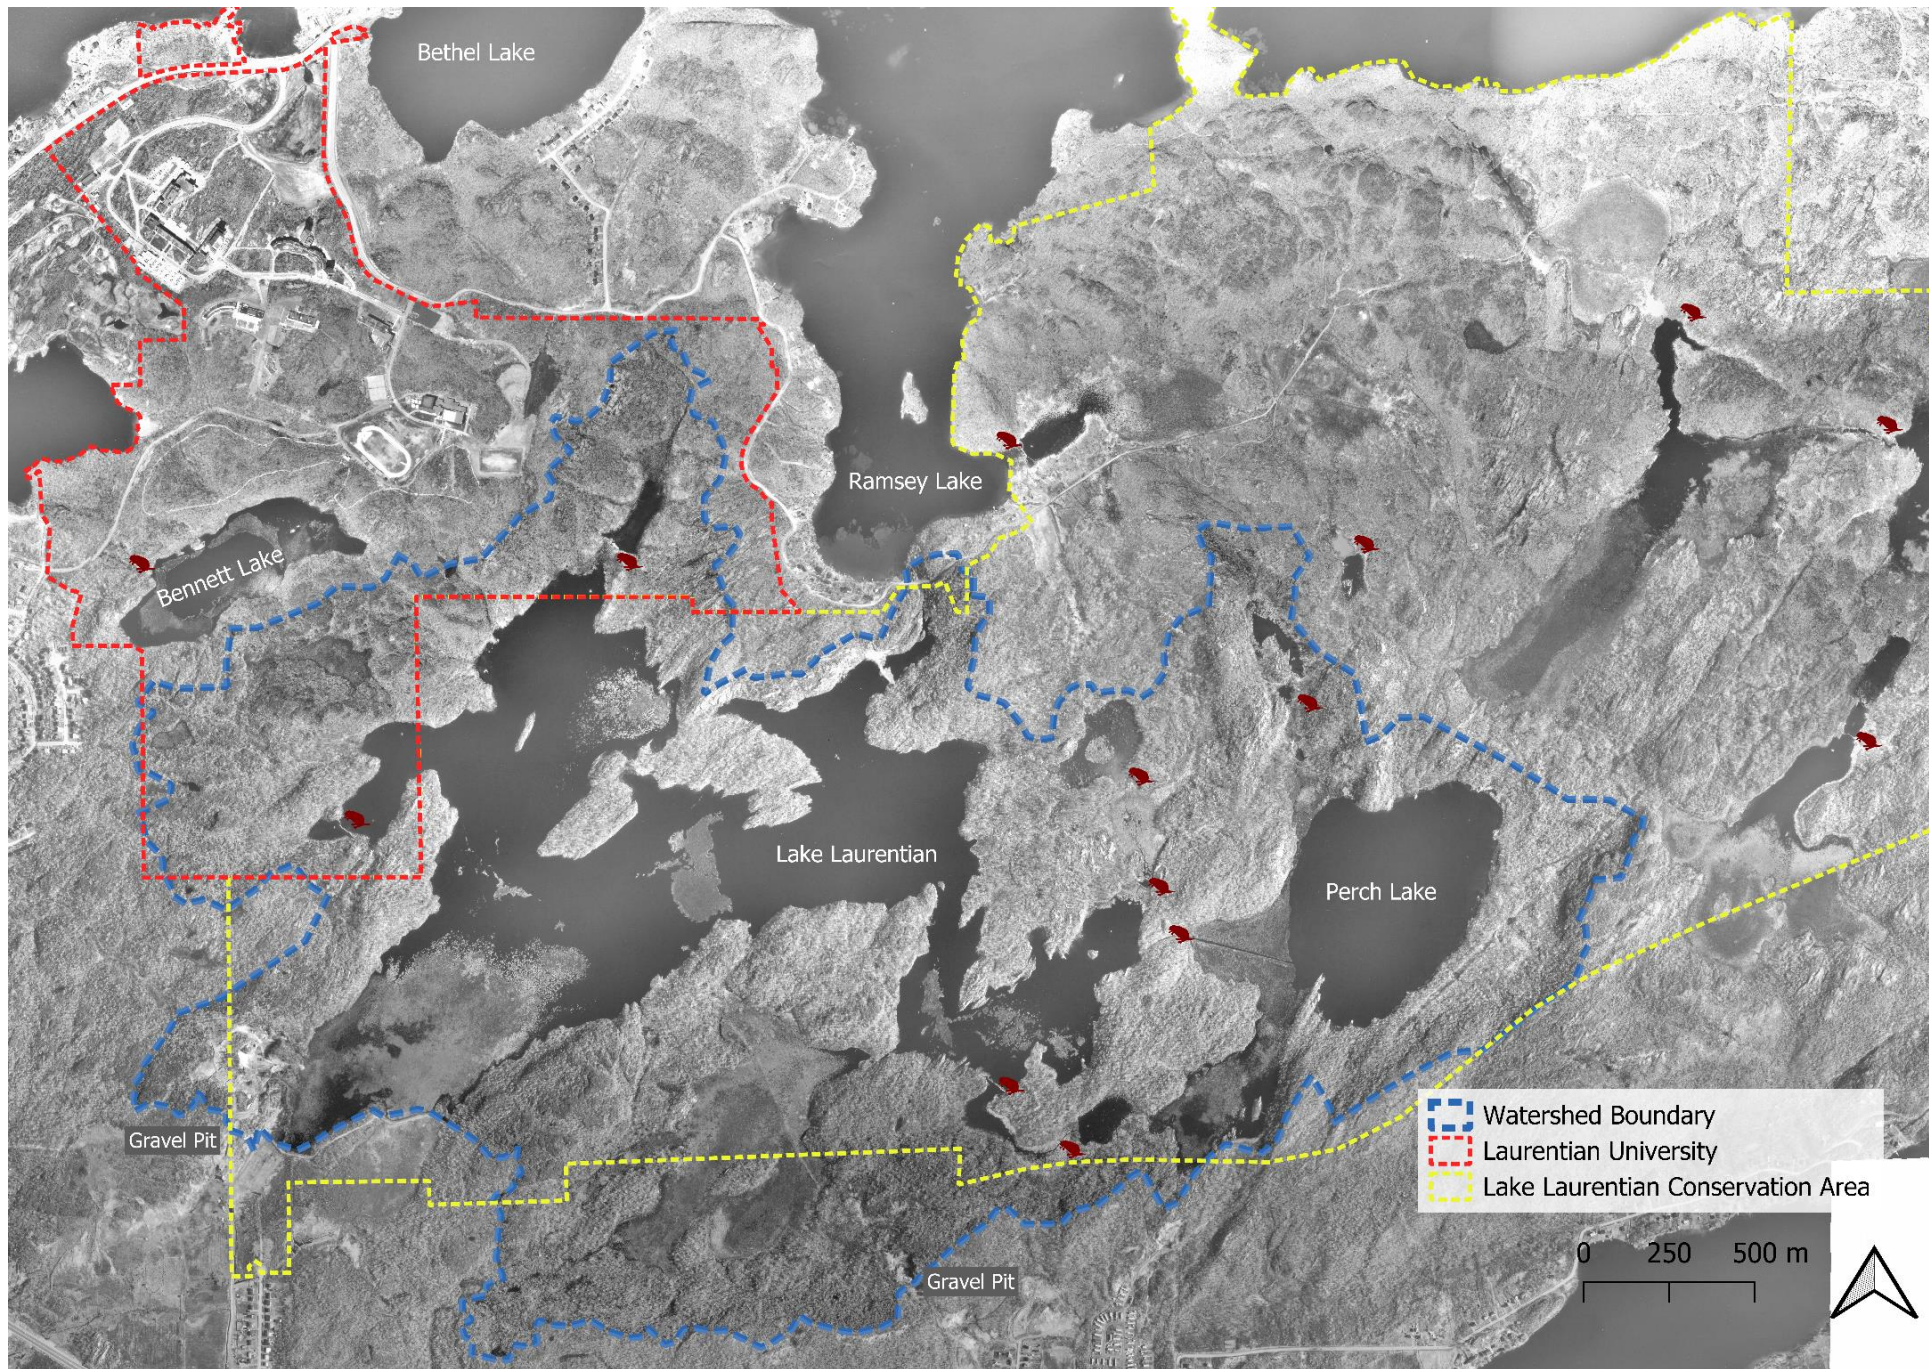 Bethel Lake
Ramsey Lake
Bennett Lake
Lake Laurentian
Perch Lake
Gravel Pit
Watershed Boundary
Laurentian University
Lake Laurentian Conservation Area
0 250 500 m
Gravel Pit